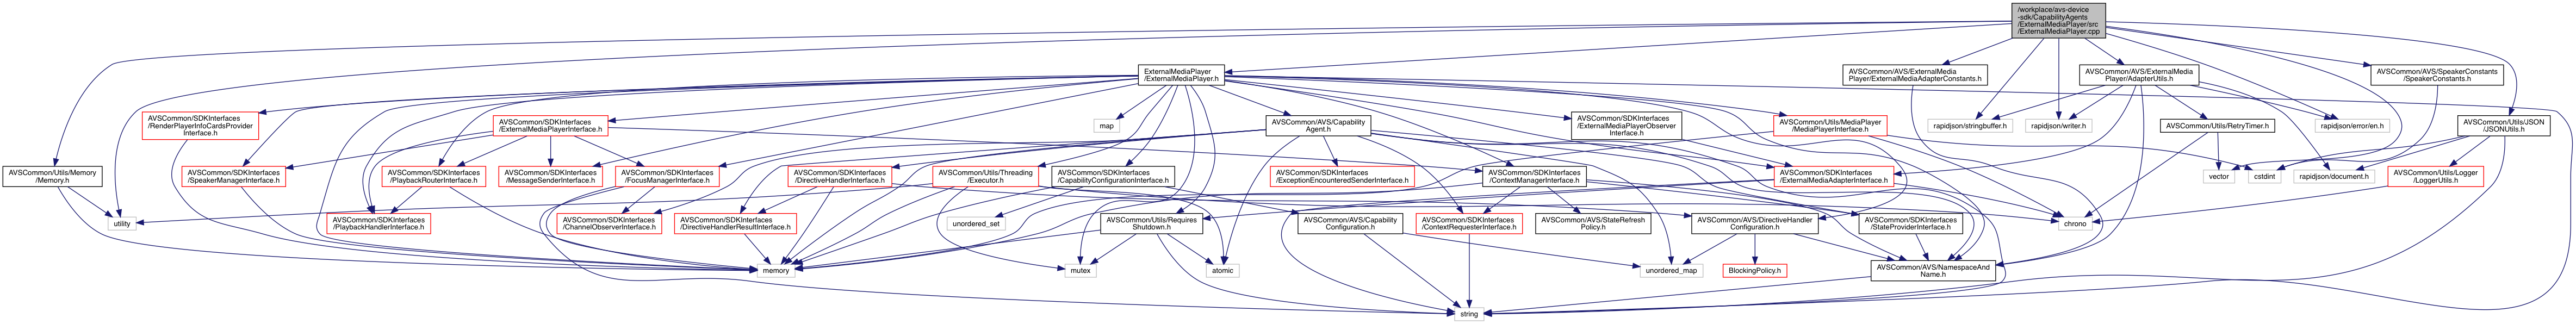 /workplace/avs-device
-sdk/CapabilityAgents
/ExternalMediaPlayer/src
/ExternalMediaPlayer.cpp
ExternalMediaPlayer
/ExternalMediaPlayer.h
AVSCommon/AVS/ExternalMedia
Player/ExternalMediaAdapterConstants.h
AVSCommon/AVS/ExternalMedia
Player/AdapterUtils.h
AVSCommon/AVS/SpeakerConstants
/SpeakerConstants.h
AVSCommon/SDKInterfaces
/RenderPlayerInfoCardsProvider
Interface.h
AVSCommon/SDKInterfaces
/ExternalMediaPlayerInterface.h
map
AVSCommon/AVS/Capability
Agent.h
AVSCommon/SDKInterfaces
/ExternalMediaPlayerObserver
Interface.h
AVSCommon/Utils/MediaPlayer
/MediaPlayerInterface.h
rapidjson/stringbuffer.h
rapidjson/writer.h
AVSCommon/Utils/RetryTimer.h
rapidjson/error/en.h
AVSCommon/Utils/JSON
/JSONUtils.h
AVSCommon/Utils/Memory
/Memory.h
AVSCommon/SDKInterfaces
/SpeakerManagerInterface.h
AVSCommon/SDKInterfaces
/PlaybackRouterInterface.h
AVSCommon/SDKInterfaces
/MessageSenderInterface.h
AVSCommon/SDKInterfaces
/FocusManagerInterface.h
AVSCommon/SDKInterfaces
/DirectiveHandlerInterface.h
AVSCommon/Utils/Threading
/Executor.h
AVSCommon/SDKInterfaces
/CapabilityConfigurationInterface.h
AVSCommon/SDKInterfaces
/ExceptionEncounteredSenderInterface.h
AVSCommon/SDKInterfaces
/ContextManagerInterface.h
AVSCommon/SDKInterfaces
/ExternalMediaAdapterInterface.h
vector
cstdint
rapidjson/document.h
AVSCommon/Utils/Logger
/LoggerUtils.h
utility
AVSCommon/SDKInterfaces
/PlaybackHandlerInterface.h
AVSCommon/SDKInterfaces
/ChannelObserverInterface.h
AVSCommon/SDKInterfaces
/DirectiveHandlerResultInterface.h
unordered_set
AVSCommon/Utils/Requires
Shutdown.h
AVSCommon/AVS/Capability
Configuration.h
AVSCommon/SDKInterfaces
/ContextRequesterInterface.h
AVSCommon/AVS/StateRefresh
Policy.h
AVSCommon/AVS/DirectiveHandler
Configuration.h
AVSCommon/SDKInterfaces
/StateProviderInterface.h
chrono
memory
mutex
atomic
unordered_map
BlockingPolicy.h
AVSCommon/AVS/NamespaceAnd
Name.h
string